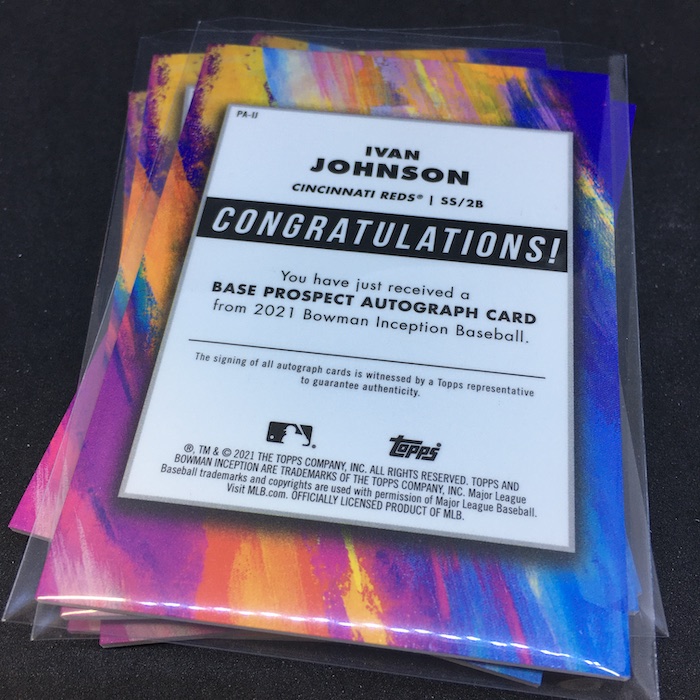 PA-IJ
IVAN
JOHNSON
CINCINNATI REDS® | SS/2B
CONGRATULATIONS!
You have just received a
BASE PROSPECT AUTOGRAPH CARD
from 2021 Bowman Inception Baseball.
The signing of all autograph cards is witnessed by a Topps representative
to guarantee authenticity.
topps
®, TM & © 2021 THE TOPPS COMPANY, INC. ALL RIGHTS RESERVED. TOPPS AND
BOWMAN INCEPTION ARE TRADEMARKS OF THE TOPPS COMPANY, INC. Major League
Baseball trademarks and copyrights are used with permission of Major League Baseball.
Visit MLB.com. OFFICIALLY LICENSED PRODUCT OF MLB.